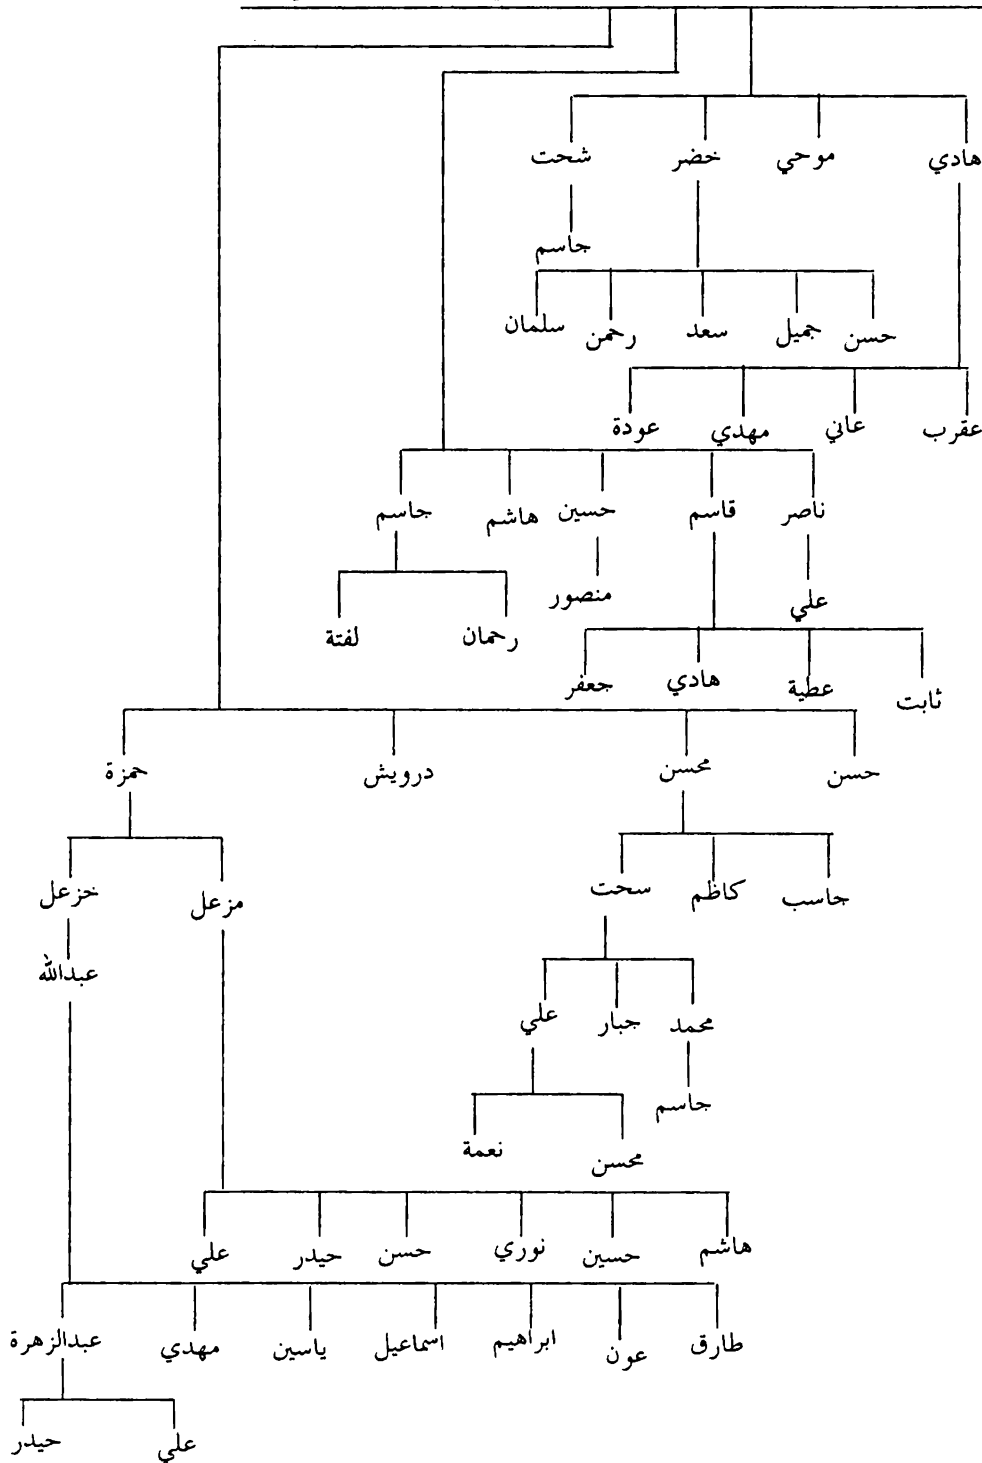 هادي موحي خضر شحت
جاسم
حسن جميل سعد رحمن سلمان
عقرب عاني مهدي عودة
ناصر قاسم حسين هاشم جاسم
علي منصور
رحمان لفتة
ثابت عطية هادي جعفر
حسن محسن درويش حمزة
حاسب كاظم سحت مزعل خزعل
عبدالله
محمد جبار علي
جاسم
محسن نعمة
هاشم حسين نوري حسن حيدر علي
طارق عون ابراهيم اسماعيل ياسين مهدي عبدالزهرة
علي حيدر